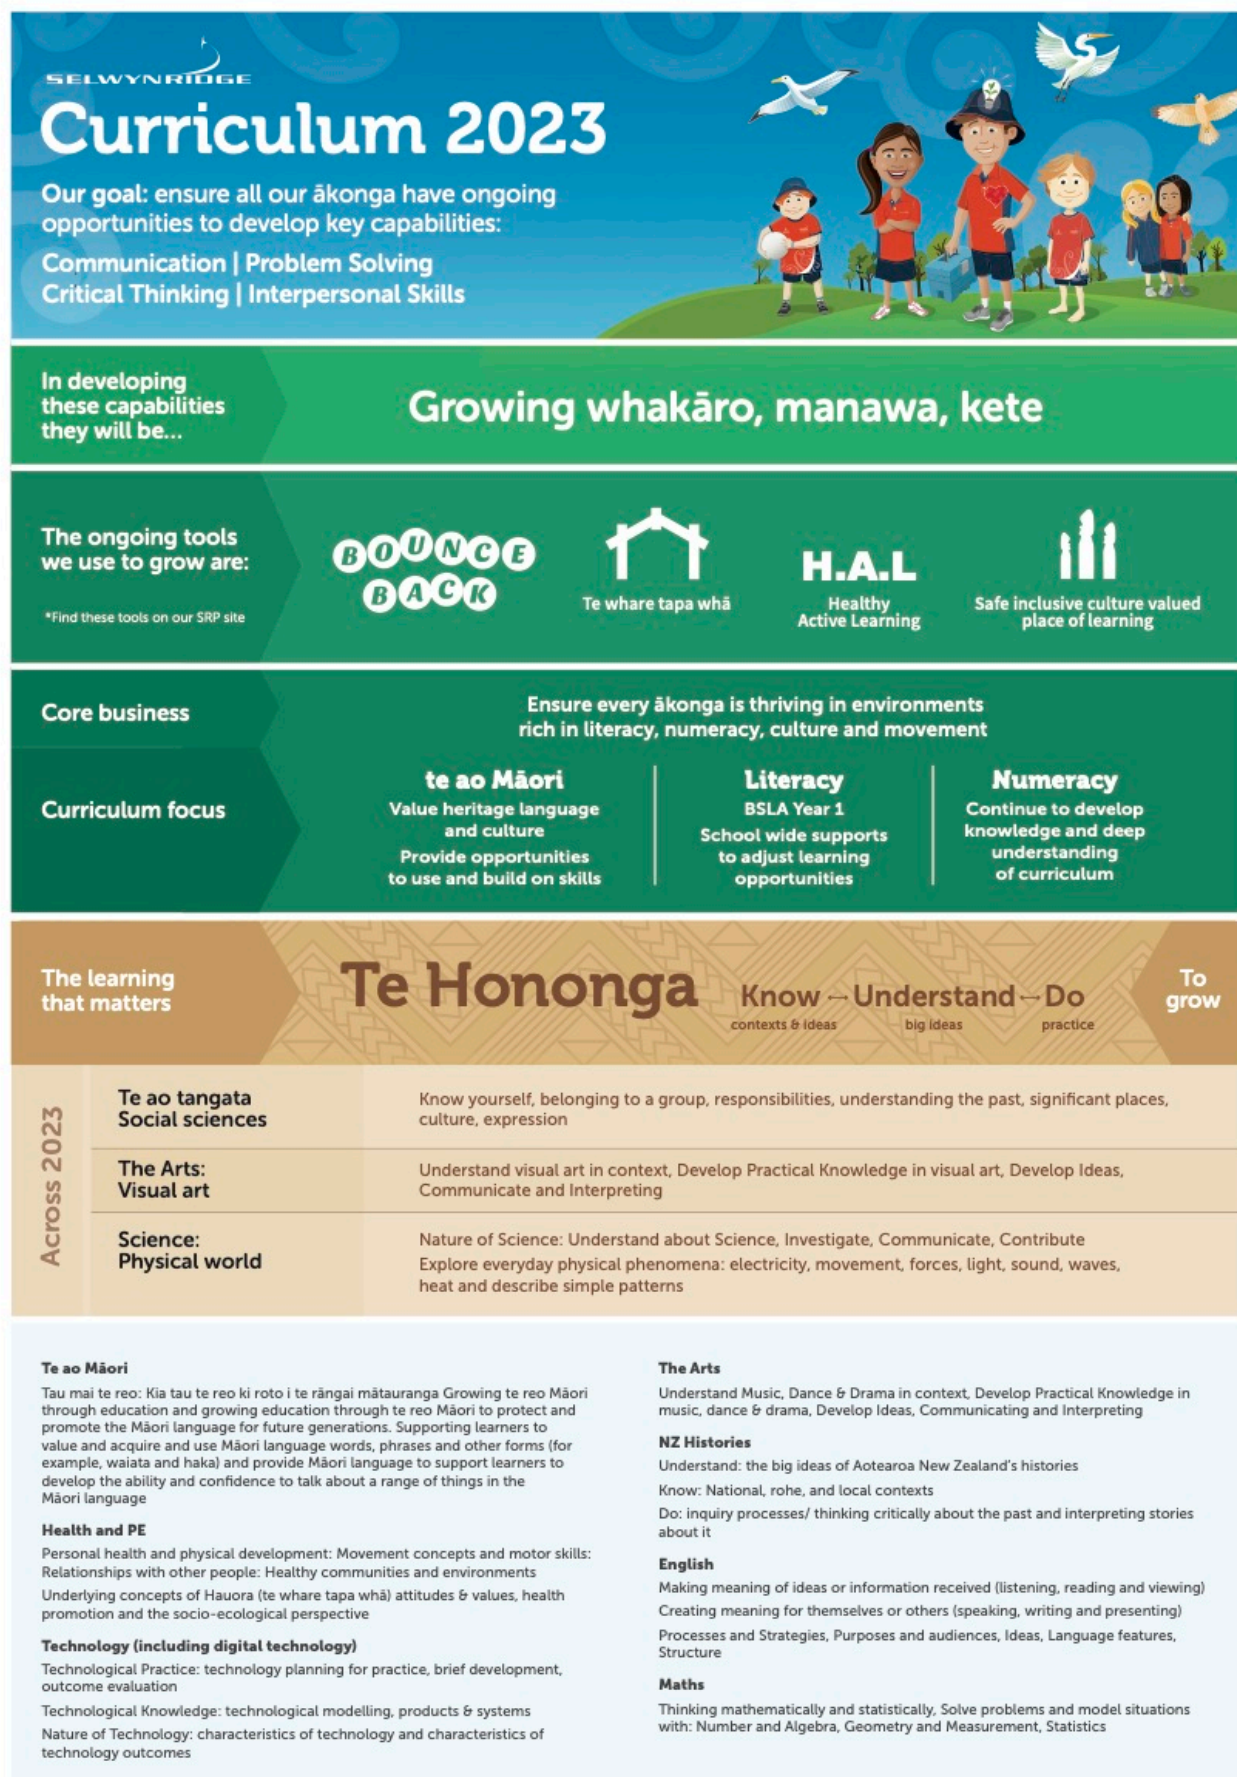 SELWYNRIDGE
Curriculum 2023
Our goal: ensure all our ākonga have ongoing
opportunities to develop key capabilities:
Communication | Problem Solving
Critical Thinking | Interpersonal Skills
In developing
these capabilities
they will be...
Growing whakāro, manawa, kete
The ongoing tools
we use to grow are:
*Find these tools on our SRP site
BOUNCE
BACK
Te whare tapa whā
H.A.L
Healthy
Active Learning
Safe inclusive culture valued
place of learning
Core business
Ensure every ākonga is thriving in environments
rich in literacy, numeracy, culture and movement
Curriculum focus
te ao Māori
Value heritage language
and culture
Provide opportunities
to use and build on skills
Literacy
BSLA Year 1
School wide supports
to adjust learning
opportunities
Numeracy
Continue to develop
knowledge and deep
understanding
of curriculum
The learning
that matters
Te Hononga
Know – Understand – Do
contexts & ideas
big ideas
practice
To
grow
Across 2023
Te ao tangata
Social sciences
Know yourself, belonging to a group, responsibilities, understanding the past, significant places,
culture, expression
The Arts:
Visual art
Understand visual art in context, Develop Practical Knowledge in visual art, Develop Ideas,
Communicate and Interpreting
Science:
Physical world
Nature of Science: Understand about Science, Investigate, Communicate, Contribute
Explore everyday physical phenomena: electricity, movement, forces, light, sound, waves,
heat and describe simple patterns
Te ao Māori
Tau mai te reo: Kia tau te reo ki roto i te rāngai mātauranga Growing te reo Māori
through education and growing education through te reo Māori to protect and
promote the Māori language for future generations. Supporting learners to
value and acquire and use Māori language words, phrases and other forms (for
example, waiata and haka) and provide Māori language to support learners to
develop the ability and confidence to talk about a range of things in the
Māori language
Health and PE
Personal health and physical development: Movement concepts and motor skills:
Relationships with other people: Healthy communities and environments
Underlying concepts of Hauora (te whare tapa whā) attitudes & values, health
promotion and the socio-ecological perspective
Technology (including digital technology)
Technological Practice: technology planning for practice, brief development,
outcome evaluation
Technological Knowledge: technological modelling, products & systems
Nature of Technology: characteristics of technology and characteristics of
technology outcomes
The Arts
Understand Music, Dance & Drama in context, Develop Practical Knowledge in
music, dance & drama, Develop Ideas, Communicating and Interpreting
NZ Histories
Understand: the big ideas of Aotearoa New Zealand's histories
Know: National, rohe, and local contexts
Do: inquiry processes/ thinking critically about the past and interpreting stories
about it
English
Making meaning of ideas or information received (listening, reading and viewing)
Creating meaning for themselves or others (speaking, writing and presenting)
Processes and Strategies, Purposes and audiences, Ideas, Language features,
Structure
Maths
Thinking mathematically and statistically, Solve problems and model situations
with: Number and Algebra, Geometry and Measurement, Statistics